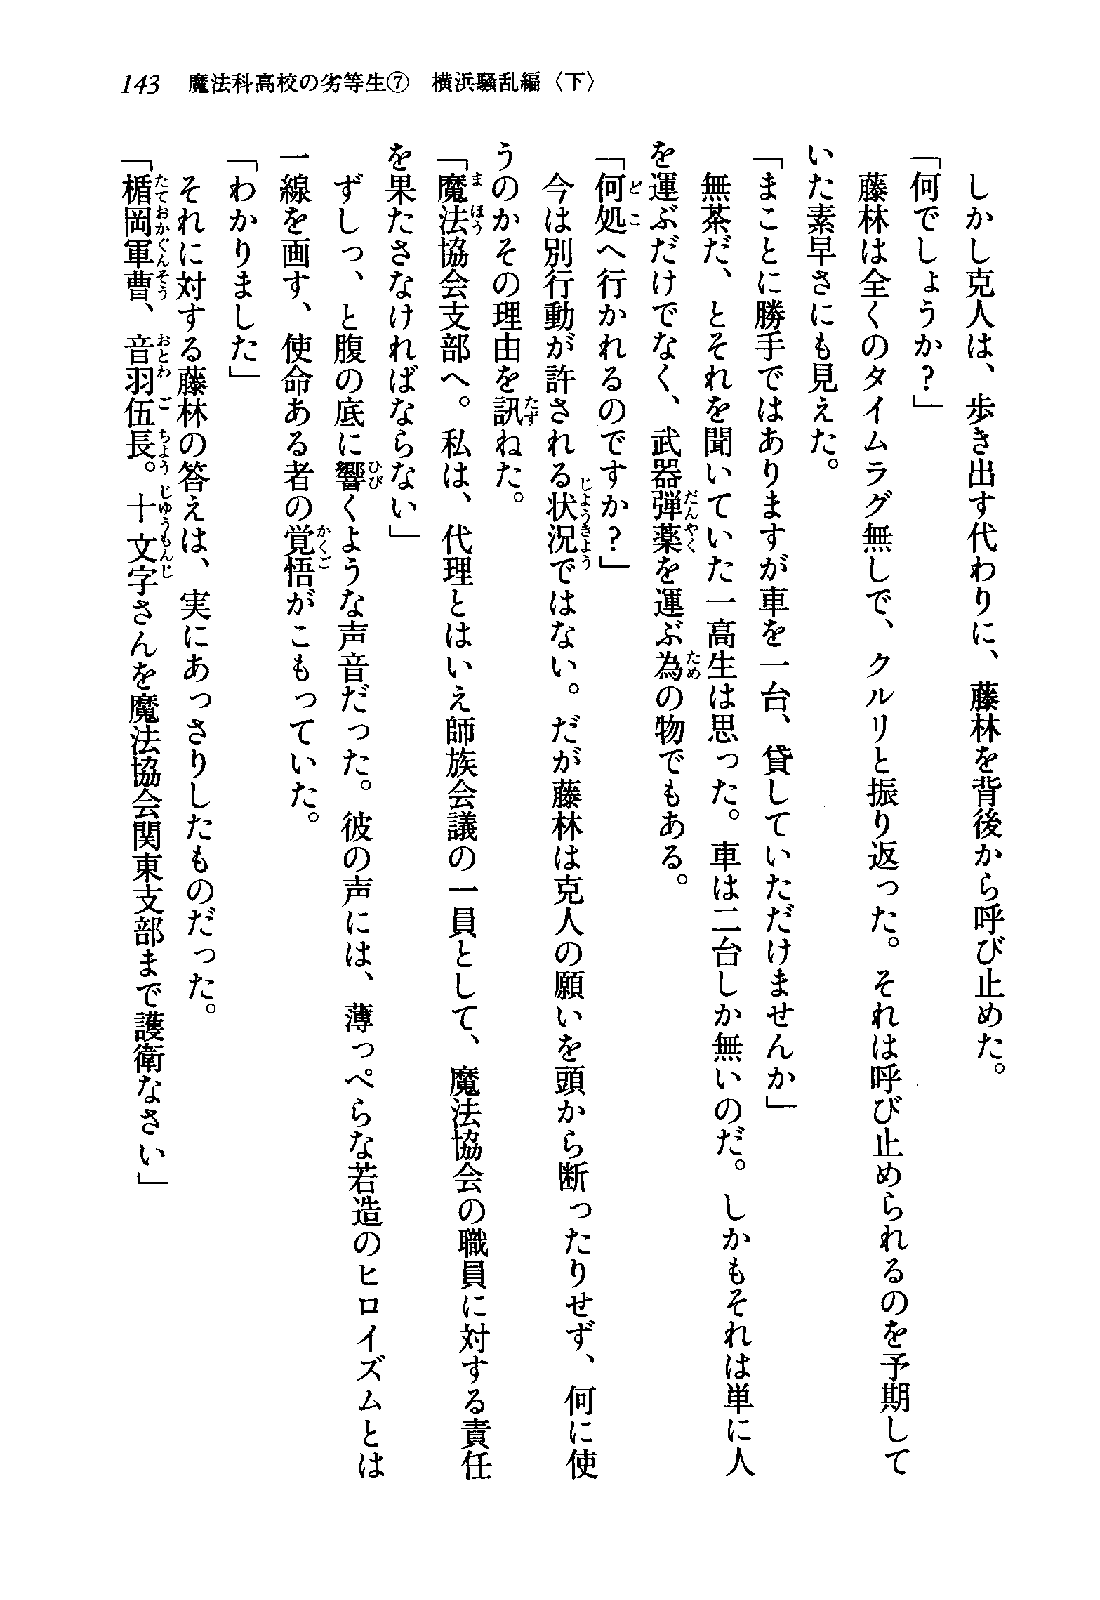 143 魔法科高校の劣等生⑦ 横浜騒乱編〈下〉
しかし克人は、歩き出す代わりに、藤林を背後から呼び止めた。
「何でしょうか？」
藤林は全くのタイムラグ無しで、クルリと振り返った。それは呼び止められるのを予期して
いた素早さにも見えた。
「まことに勝手ではありますが車を一台、貸していただけませんか」
無茶だ、とそれを聞いていた一高生は思った。車は二台しか無いのだ。しかもそれは単に人
を運ぶだけでなく、武器弾薬を運ぶ為の物でもある。
「何処へ行かれるのですか？」
今は別行動が許される状況ではない。だが藤林は克人の願いを頭から断ったりせず、何に使
うのかその理由を訊ねた。
「魔法協会支部へ。私は、代理とはいえ師族会議の一員として、魔法協会の職員に対する責任
を果たさなければならない」
ずしっ、と腹の底に響くような声音だった。彼の声には、薄っぺらな若造のヒロイズムとは
一線を画す、使命ある者の覚悟がこもっていた。
「わかりました」
それに対する藤林の答えは、実にあっさりしたものだった。
「楯岡軍曹、音羽伍長。十文字さんを魔法協会関東支部まで護衛なさい」